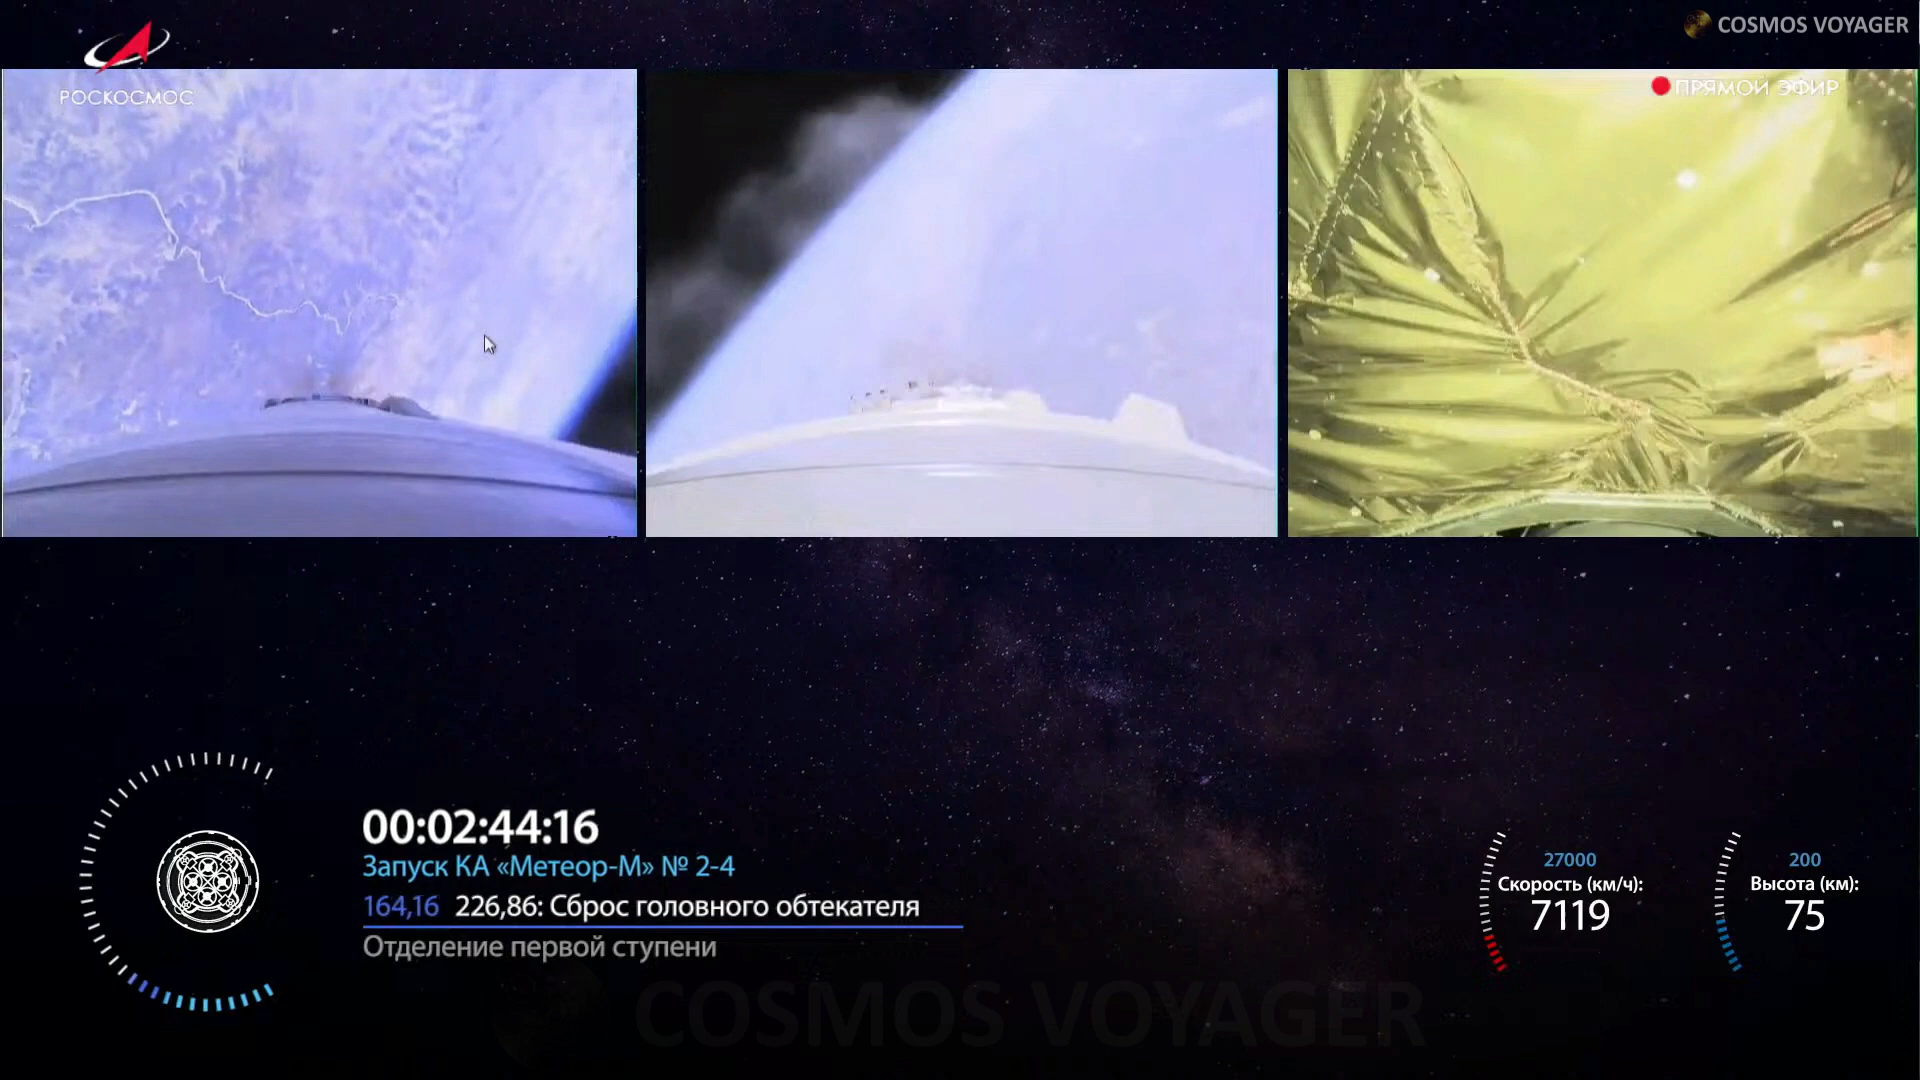 COSMOS VOYAGER
РОСКОСМОС
ПРЯМОЙ ЭФИР
00:02:44:16
Запуск КА «Метеор-М» № 2-4
164,16 226,86: Сброс головного обтекателя
Отделение первой ступени
27000
Скорость (км/ч):
7119
200
Высота (км):
75
COSMOS VOYAGER